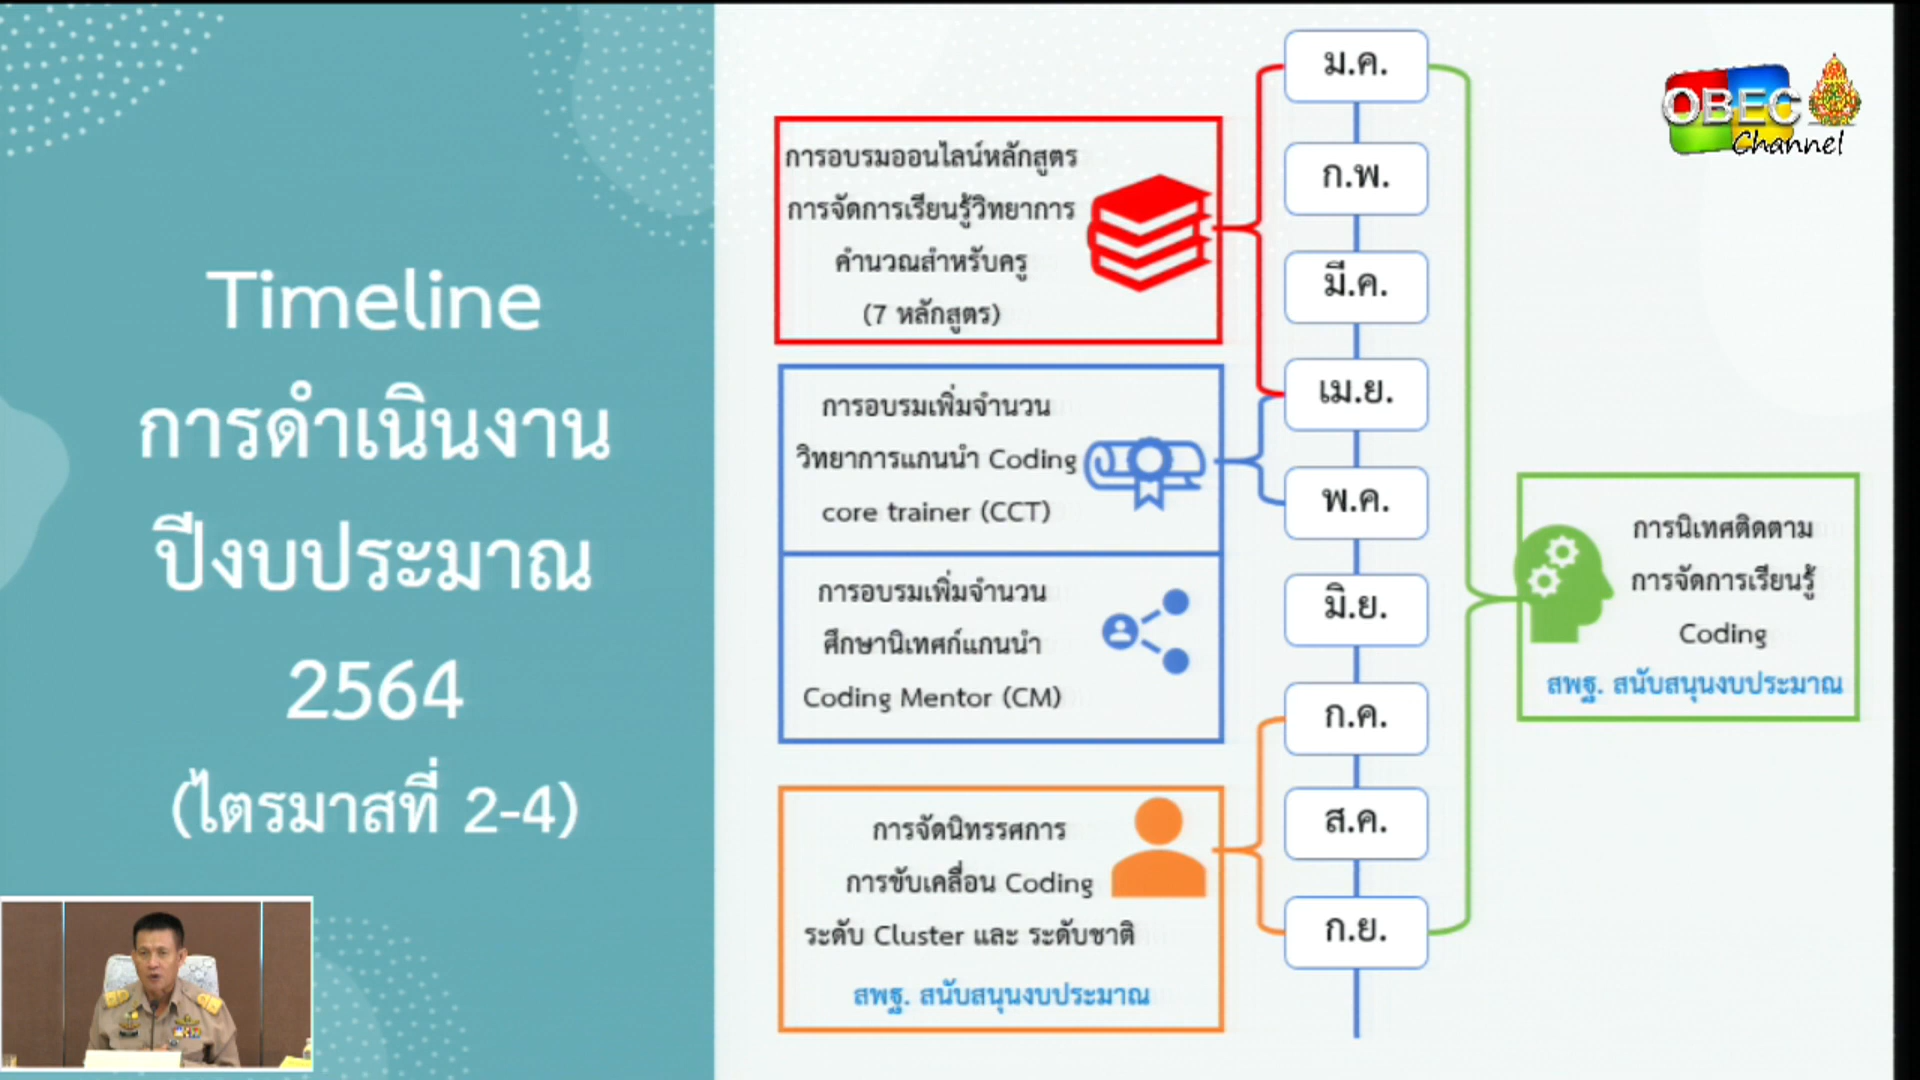 Timeline
การดำเนินงาน
ปีงบประมาณ
2564
(ไตรมาสที่ 2-4)
การอบรมออนไลน์หลักสูตร
การจัดการเรียนรู้วิทยาการ
คำนวณสำหรับครู
(7 หลักสูตร)
การอบรมเพิ่มจำนวน
วิทยาการแกนนำ Coding
core trainer (CCT)
การอบรมเพิ่มจำนวน
ศึกษานิเทศก์แกนนำ
Coding Mentor (CM)
การจัดนิทรรศการ
การขับเคลื่อน Coding
ระดับ Cluster และ ระดับชาติ
สพฐ. สนับสนุนงบประมาณ
ม.ค.
ก.พ.
มี.ค.
เม.ย.
พ.ค.
มิ.ย.
ก.ค.
ส.ค.
ก.ย.
การนิเทศติดตาม
การจัดการเรียนรู้
Coding
สพฐ. สนับสนุนงบประมาณ
OBEC
Channel